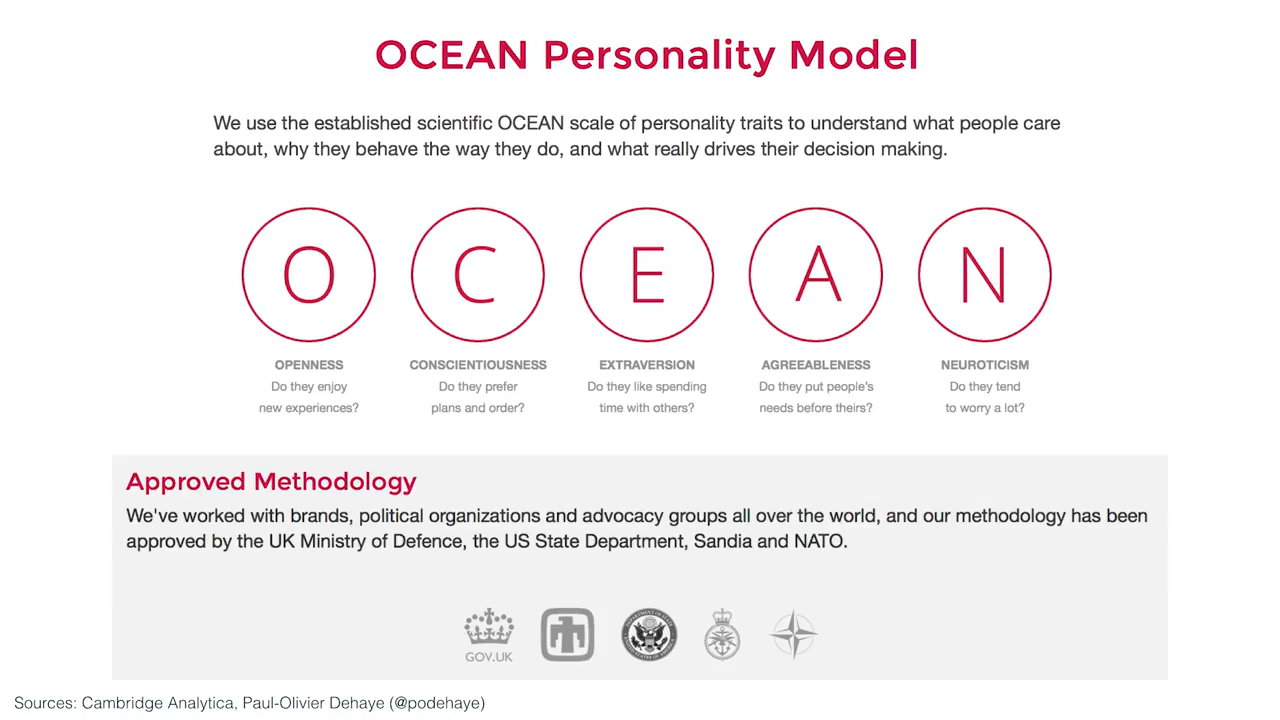 OCEAN Personality Model
We use the established scientific OCEAN scale of personality traits to understand what people care
about, why they behave the way they do, and what really drives their decision making.
O C E A N
OPENNESS
Do they enjoy
new experiences?
CONSCIENTIOUSNESS
Do they prefer
plans and order?
EXTRAVERSION
Do they like spending
time with others?
AGREEABLENESS
Do they put people's
needs before theirs?
NEUROTICISM
Do they tend
to worry a lot?
Approved Methodology
We've worked with brands, political organizations and advocacy groups all over the world, and our methodology has been
approved by the UK Ministry of Defence, the US State Department, Sandia and NATO.
GOV.UK
Sources: Cambridge Analytica, Paul-Olivier Dehaye (@podehaye)